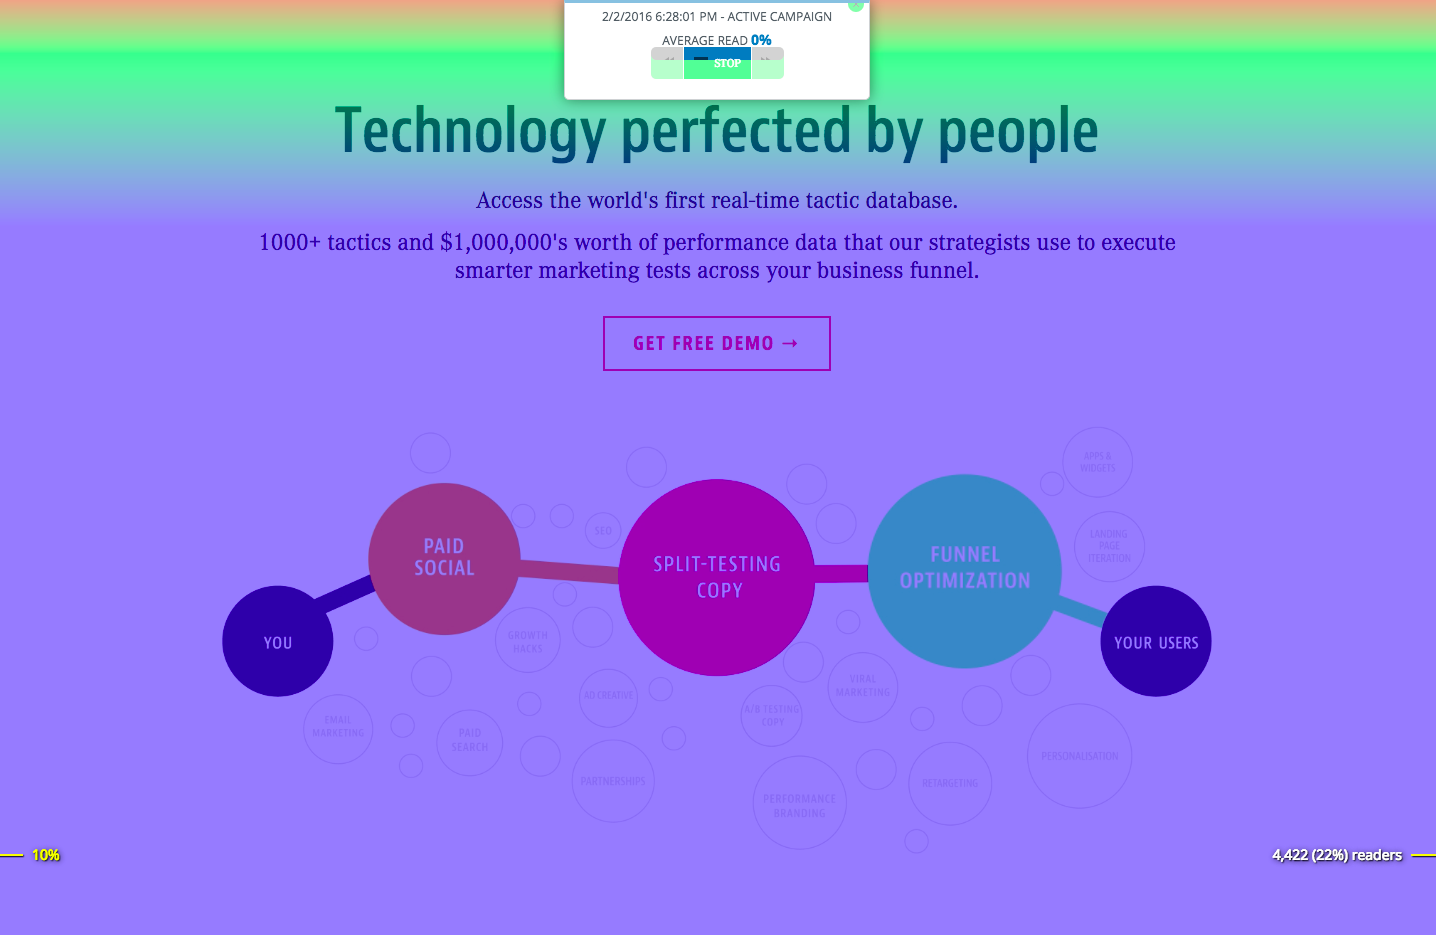 2/2/2016 6:28:01 PM - ACTIVE CAMPAIGN
AVERAGE READ 0%
STOP
Technology perfected by people
Access the world's first real-time tactic database.
1000+ tactics and $1,000,000's worth of performance data that our strategists use to execute
smarter marketing tests across your business funnel.
GET FREE DEMO →
APPS &
WIDGETS
SEO
LANDING
PAGE
ITERATION
PAID
SOCIAL
SPLIT-TESTING
COPY
FUNNEL
OPTIMIZATION
YOU
GROWTH
HACKS
YOUR USERS
AD CREATIVE
VIRAL
MARKETING
EMAIL
MARKETING
PAID
SEARCH
A/B TESTING
COPY
PARTNERSHIPS
PERFORMANCE
BRANDING
RETARGETING
PERSONALISATION
10%
4,422 (22%) readers